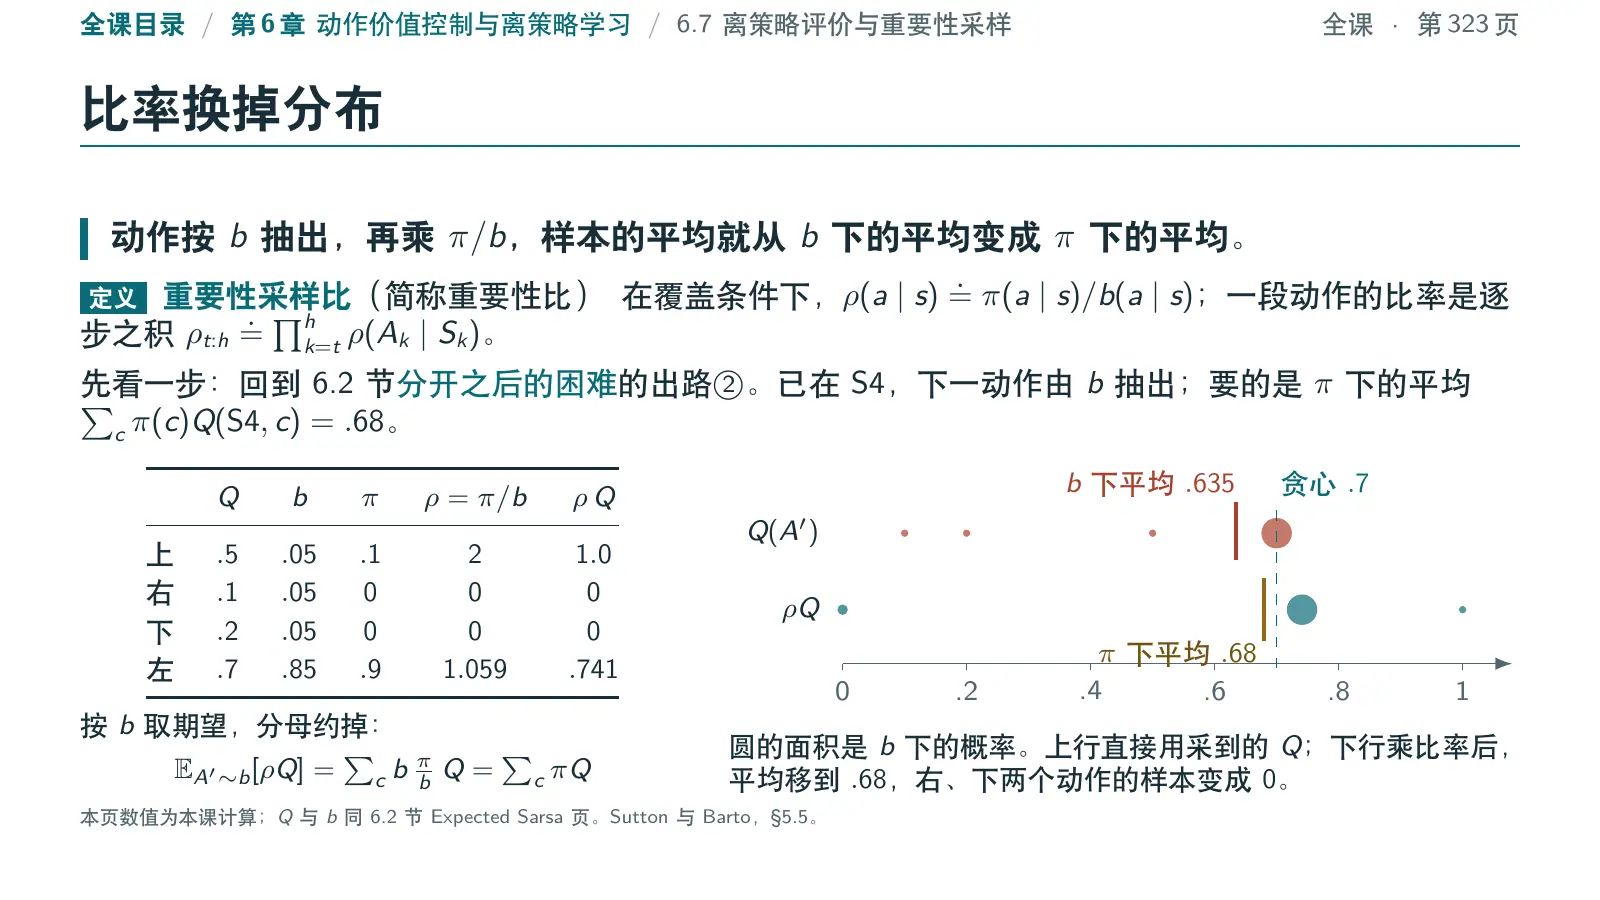 全课目录 / 第6章 动作价值控制与离策略学习 / 6.7 离策略评价与重要性采样 全课 · 第323页
比率换掉分布
动作按 b 抽出，再乘 π/b，样本的平均就从 b 下的平均变成 π 下的平均。
定义 重要性采样比（简称重要性比） 在覆盖条件下，ρ(a | s) ≐ π(a | s)/b(a | s)；一段动作的比率是逐
步之积 ρ_{t:h} ≐ ∏_{k=t}^{h} ρ(A_k | S_k)。
先看一步：回到 6.2 节分开之后的困难的出路②。已在 S4，下一动作由 b 抽出；要的是 π 下的平均
∑_c π(c)Q(S4, c) = .68。
Q b π ρ = π/b ρ Q
上 .5 .05 .1 2 1.0
右 .1 .05 0 0 0
下 .2 .05 0 0 0
左 .7 .85 .9 1.059 .741
按 b 取期望，分母约掉：
𝔼_{A′∼b}[ρQ] = ∑_c b π/b Q = ∑_c πQ
b 下平均 .635 贪心 .7
Q(A′)
ρQ
π 下平均 .68
0 .2 .4 .6 .8 1
圆的面积是 b 下的概率。上行直接用采到的 Q；下行乘比率后，
平均移到 .68，右、下两个动作的样本变成 0。
本页数值为本课计算；Q 与 b 同 6.2 节 Expected Sarsa 页。Sutton 与 Barto，§5.5。